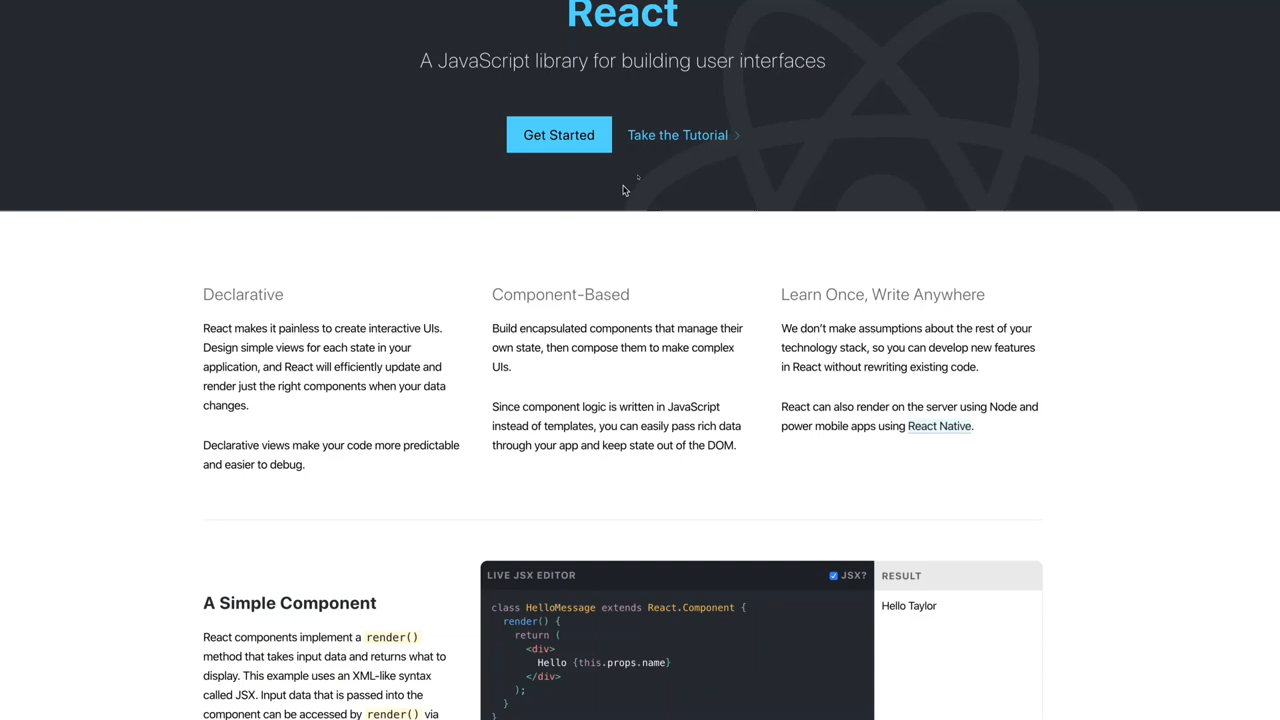 React
A JavaScript library for building user interfaces
Get Started
Take the Tutorial
Declarative
React makes it painless to create interactive UIs.
Design simple views for each state in your
application, and React will efficiently update and
render just the right components when your data
changes.
Declarative views make your code more predictable
and easier to debug.
Component-Based
Build encapsulated components that manage their
own state, then compose them to make complex
UIs.
Since component logic is written in JavaScript
instead of templates, you can easily pass rich data
through your app and keep state out of the DOM.
Learn Once, Write Anywhere
We don’t make assumptions about the rest of your
technology stack, so you can develop new features
in React without rewriting existing code.
React can also render on the server using Node and
power mobile apps using React Native.
A Simple Component
React components implement a render()
method that takes input data and returns what to
display. This example uses an XML-like syntax
called JSX. Input data that is passed into the
component can be accessed by render() via
LIVE JSX EDITOR
JSX?
class HelloMessage extends React.Component {
render() {
return (
<div>
Hello {this.props.name}
</div>
);
}
}
RESULT
Hello Taylor